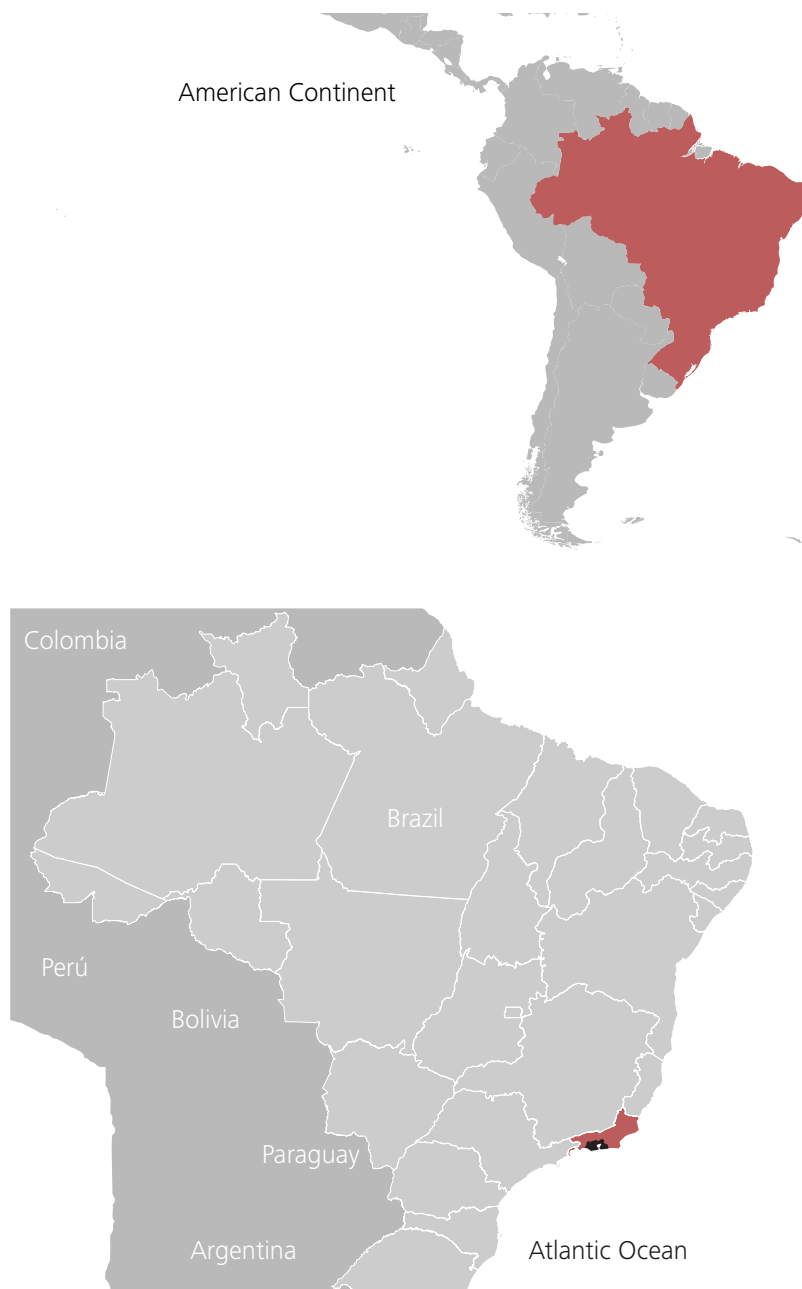 American Continent
Colombia
Brazil
Perú
Bolivia
Paraguay
Argentina
Atlantic Ocean